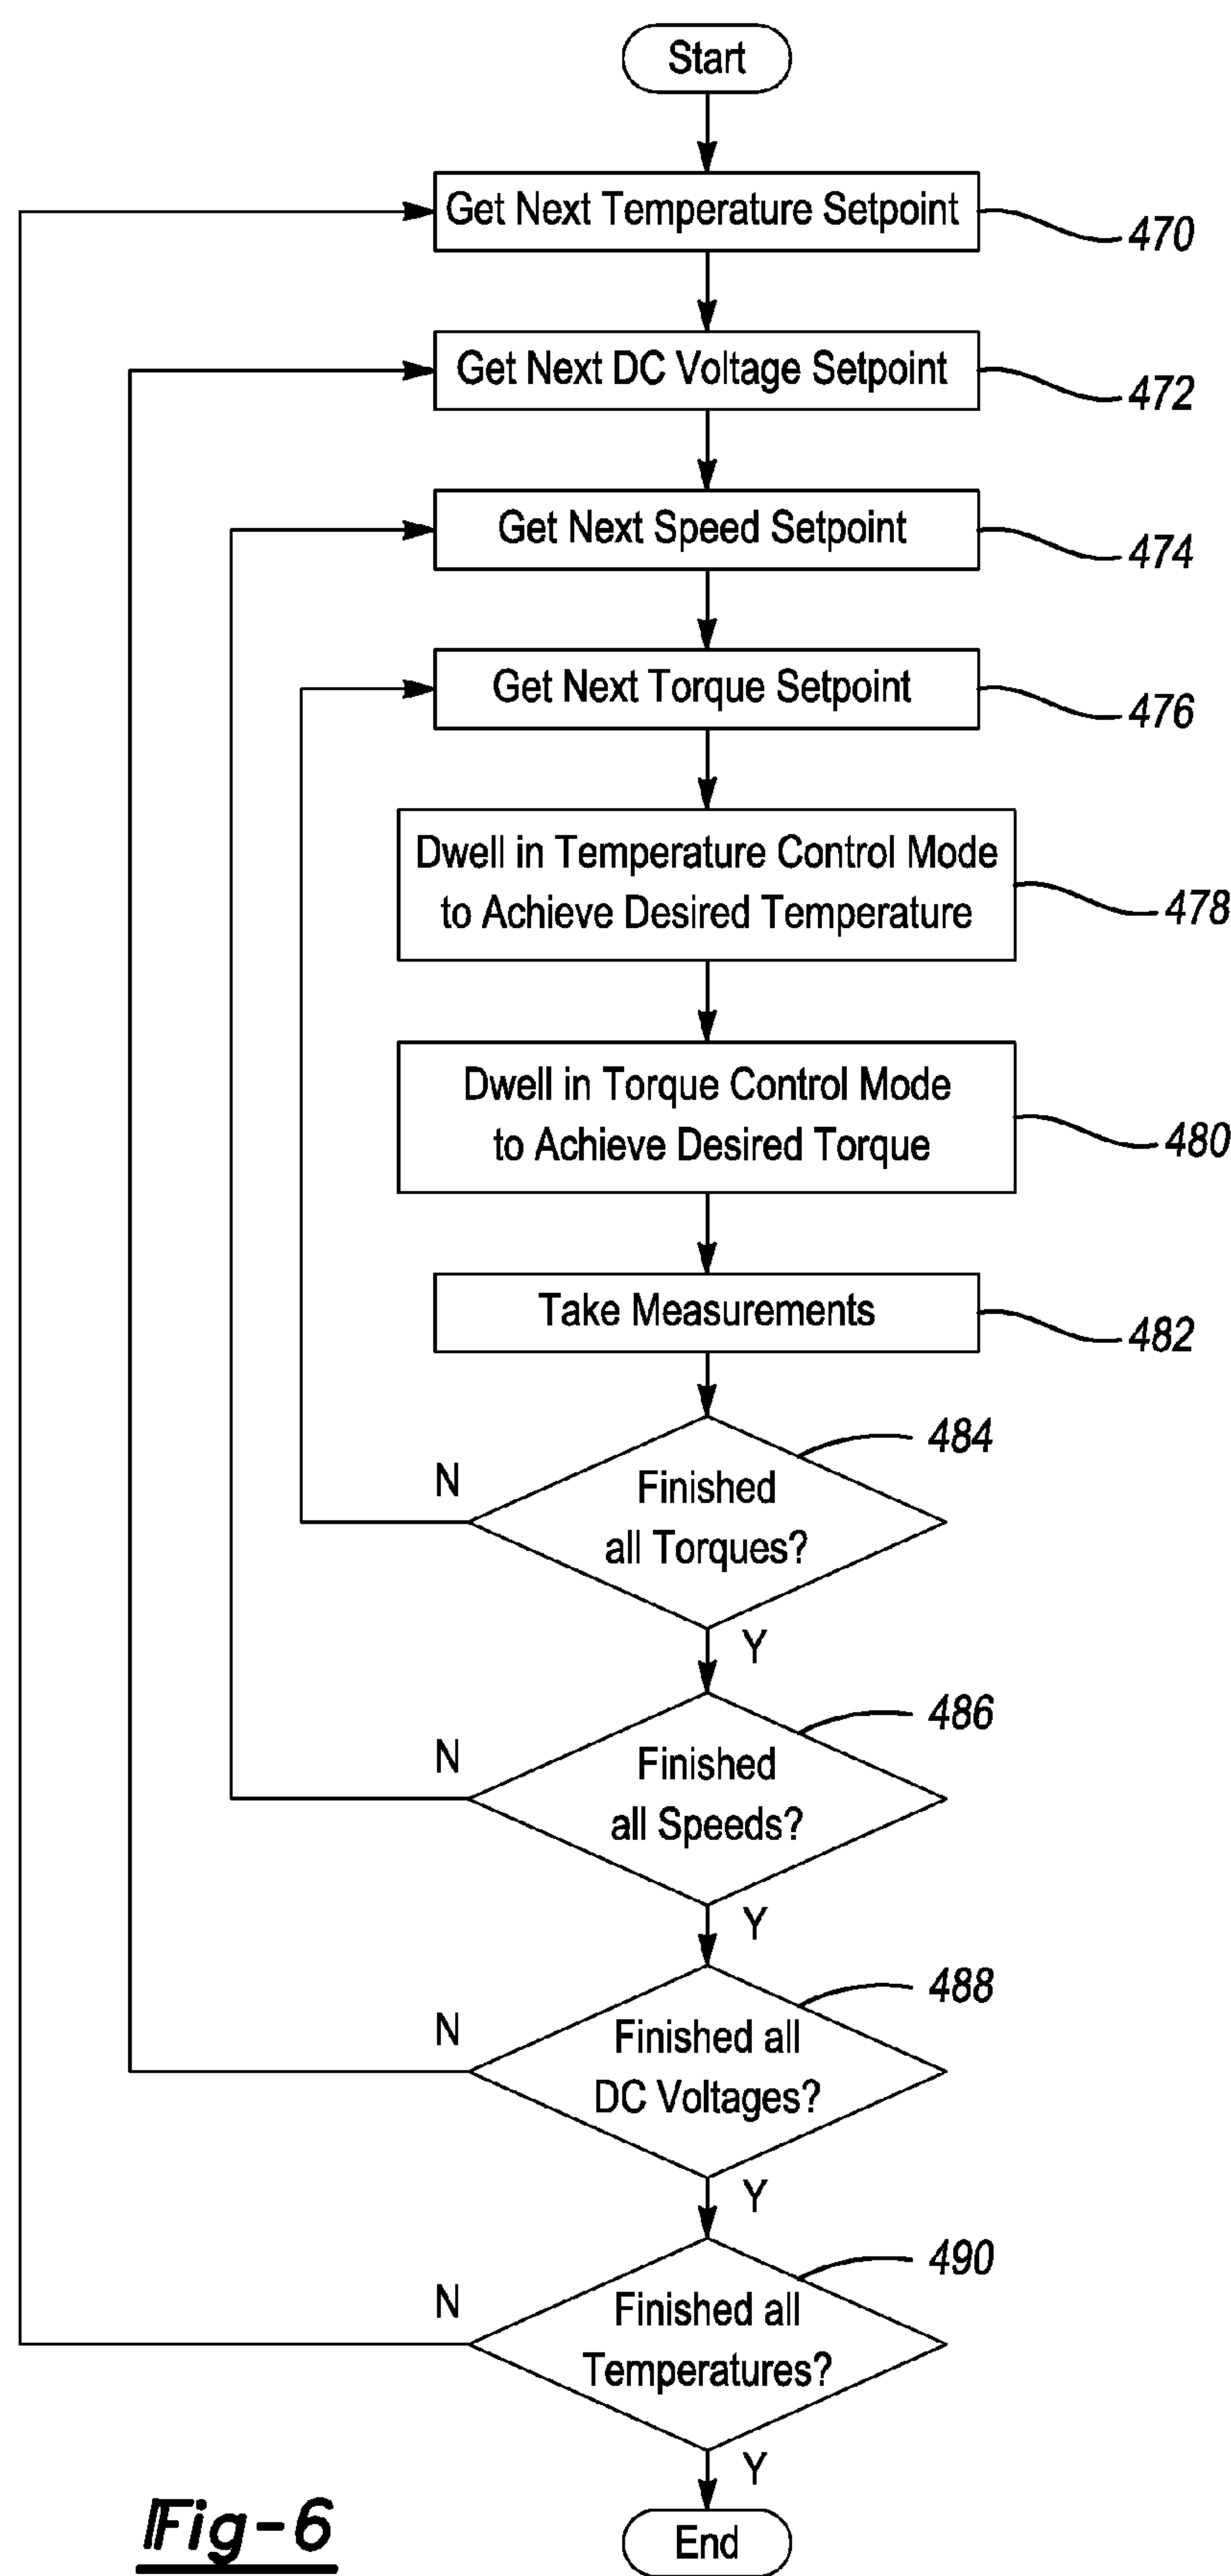 Start
Get Next Temperature Setpoint
470
Get Next DC Voltage Setpoint
472
Get Next Speed Setpoint
474
Get Next Torque Setpoint
476
Dwell in Temperature Control Mode
to Achieve Desired Temperature
478
Dwell in Torque Control Mode
to Achieve Desired Torque
480
Take Measurements
482
484
N
Finished
all Torques?
Y
486
N
Finished
all Speeds?
Y
488
N
Finished all
DC Voltages?
Y
490
N
Finished all
Temperatures?
Y
End
Fig-6